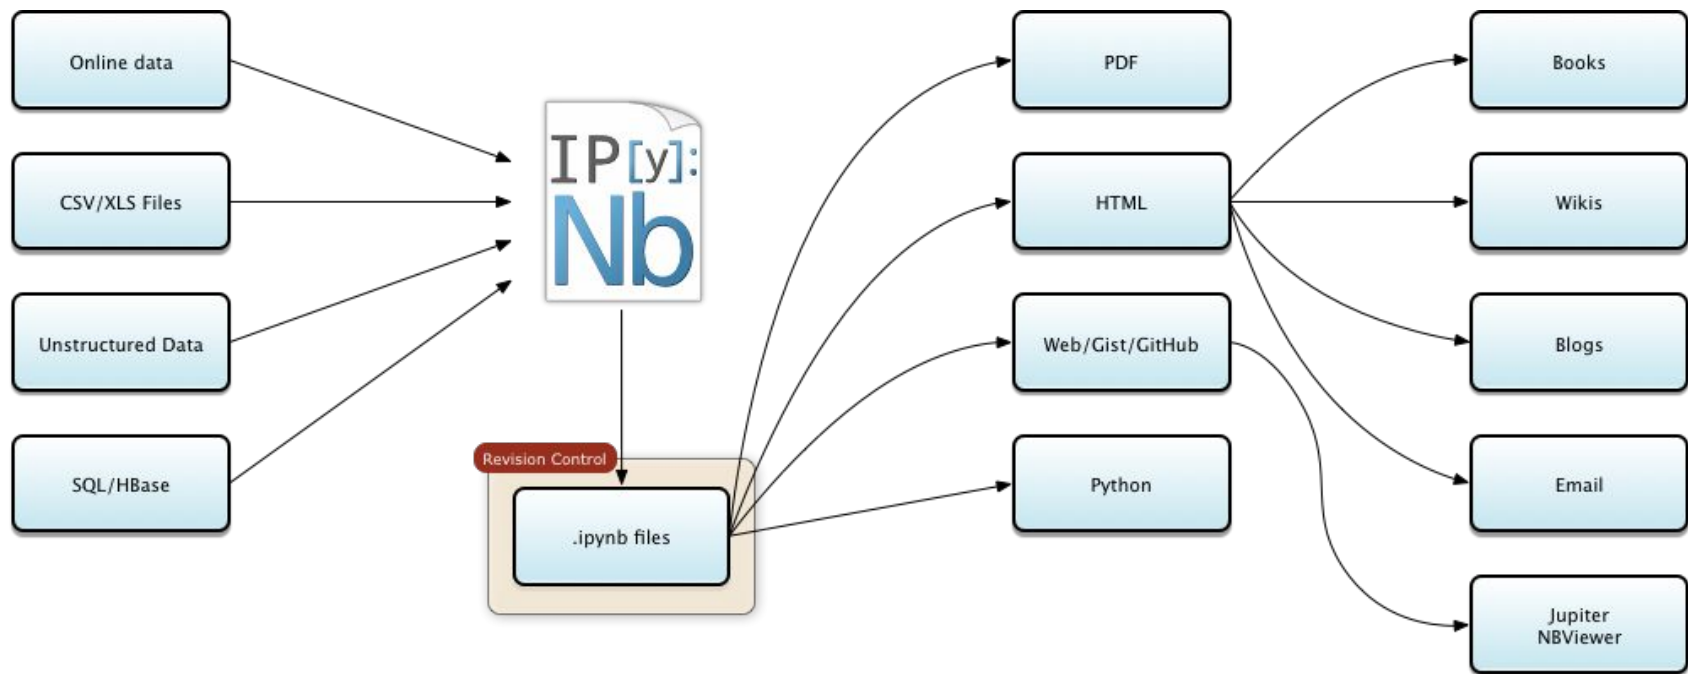 Online data
CSV/XLS Files
Unstructured Data
SQL/HBase
IP[y]:
Nb
Revision Control
.ipynb files
PDF
HTML
Web/Gist/GitHub
Python
Books
Wikis
Blogs
Email
Jupiter
NBViewer